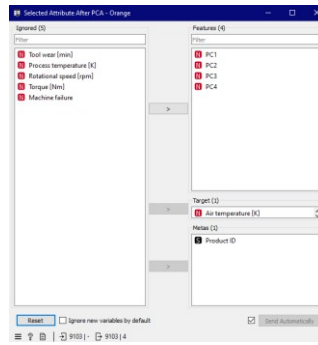 Selected Attribute After PCA - Orange
Ignored (5)
Filter
N Tool wear [min]
N Process temperature [K]
N Rotational speed [rpm]
N Torque [Nm]
N Machine failure
>
>
>
Features (4)
Filter
N PC1
N PC2
N PC3
N PC4
Target (1)
N Air temperature [K]
Metas (1)
S Product ID
Reset
Ignore new variables by default
Send Automatically
9103 | - 9103 | 4